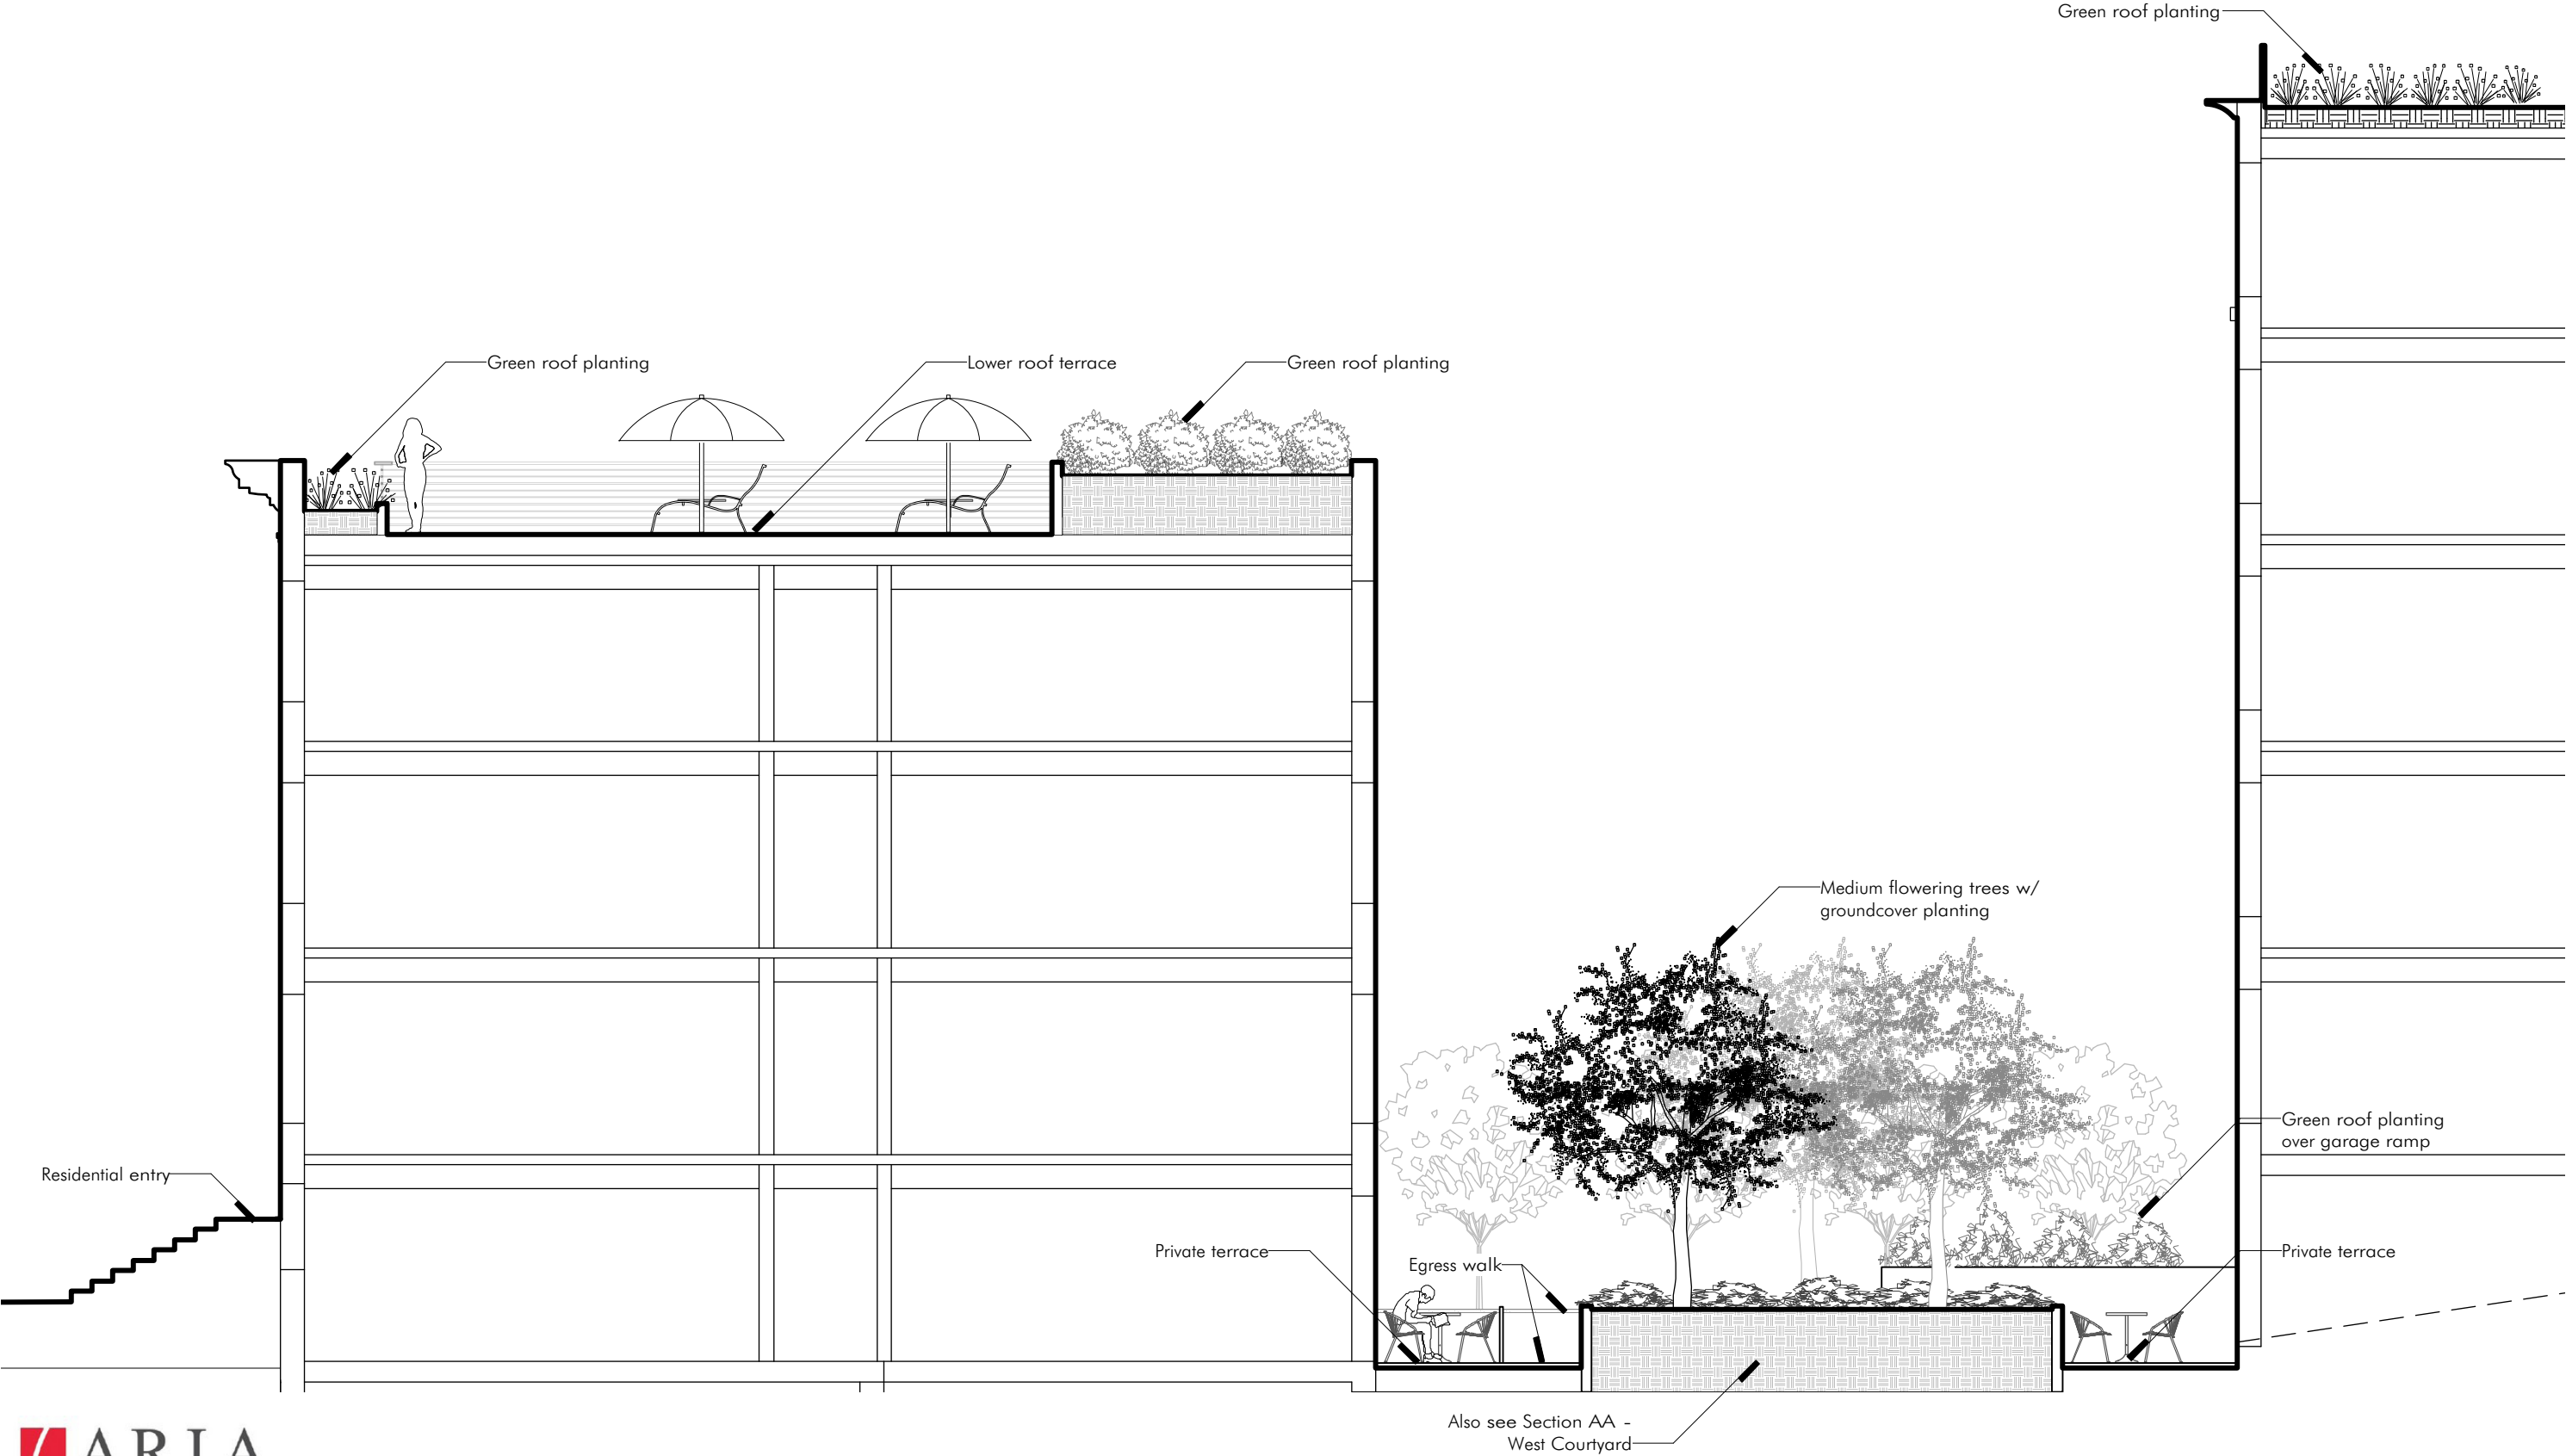 Green roof planting
Green roof planting
Lower roof terrace
Green roof planting
Medium flowering trees w/
groundcover planting
Green roof planting
over garage ramp
Residential entry
Private terrace
Egress walk
Private terrace
Also see Section AA -
West Courtyard
ARIA